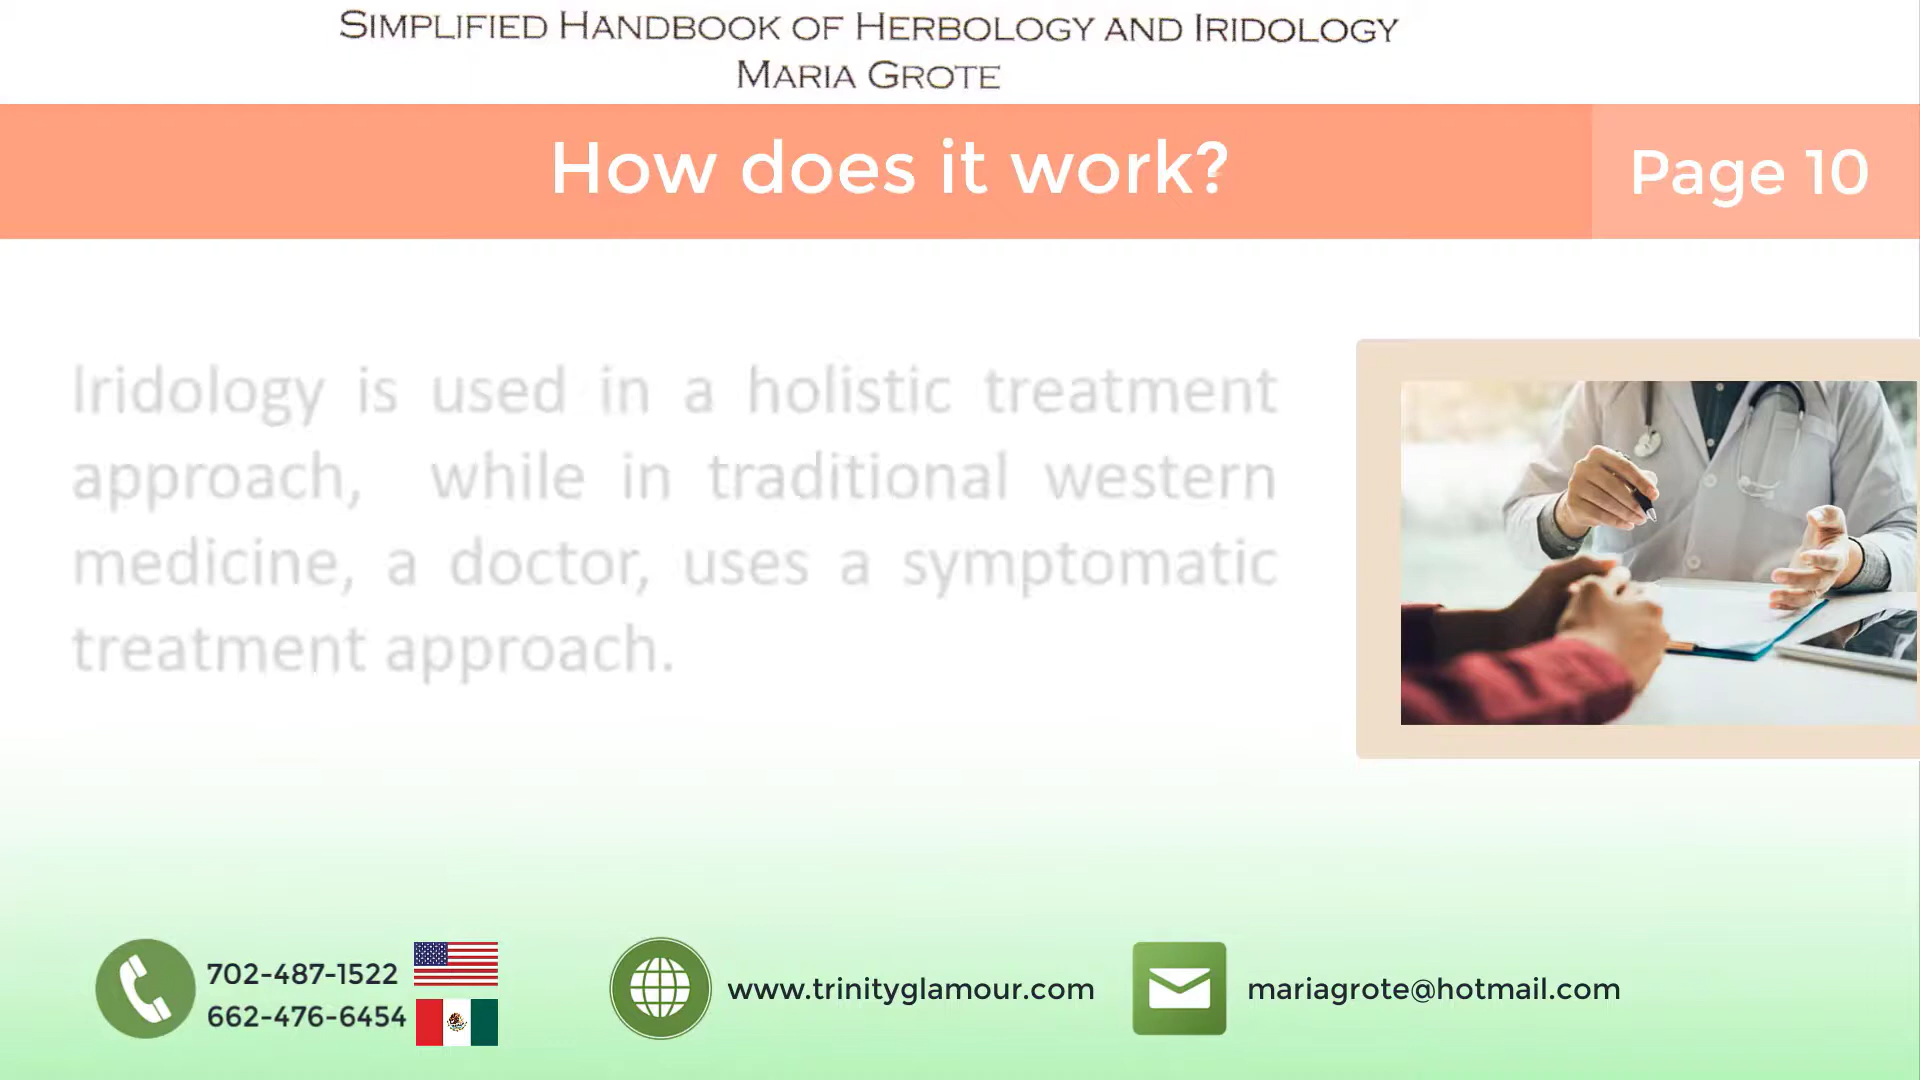 SIMPLIFIED HANDBOOK OF HERBOLOGY AND IRIDOLOGY
MARIA GROTE
How does it work?
Page 10
Iridology is used in a holistic treatment
approach, while in traditional western
medicine, a doctor, uses a symptomatic
treatment approach.
702-487-1522
662-476-6454
www.trinityglamour.com
mariagrote@hotmail.com